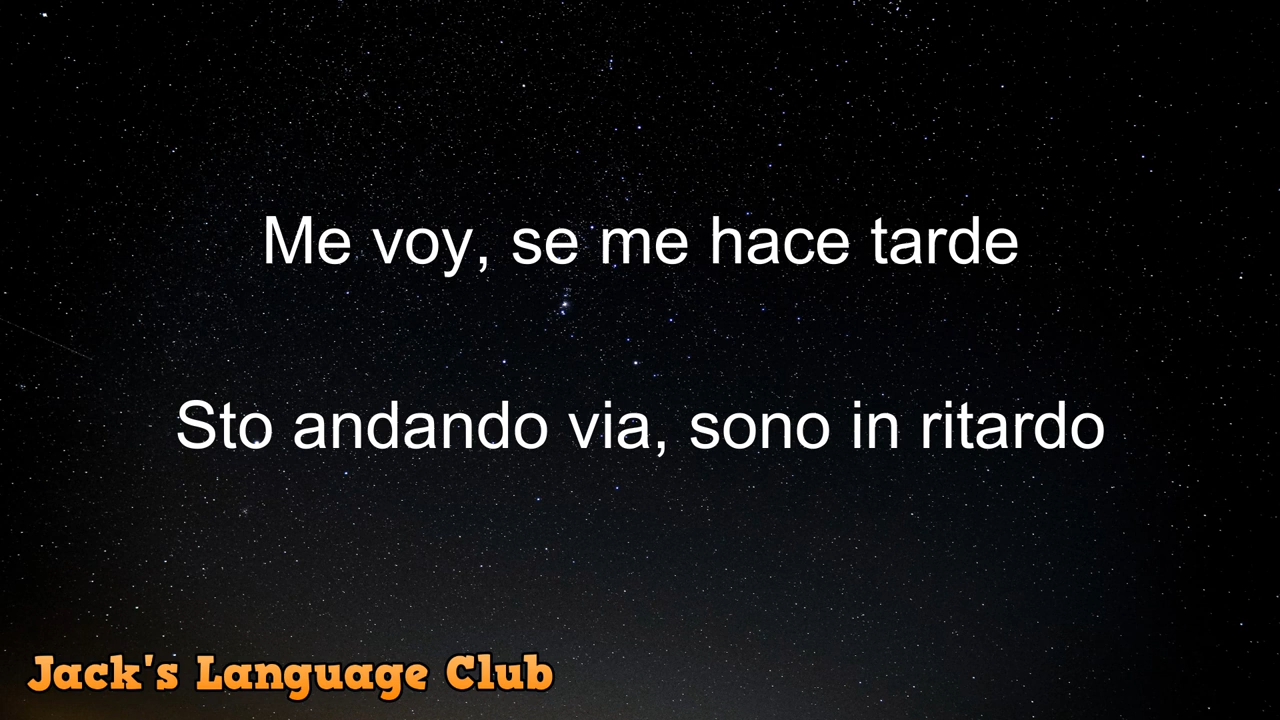 Me voy, se me hace tarde
Sto andando via, sono in ritardo
Jack's Language Club